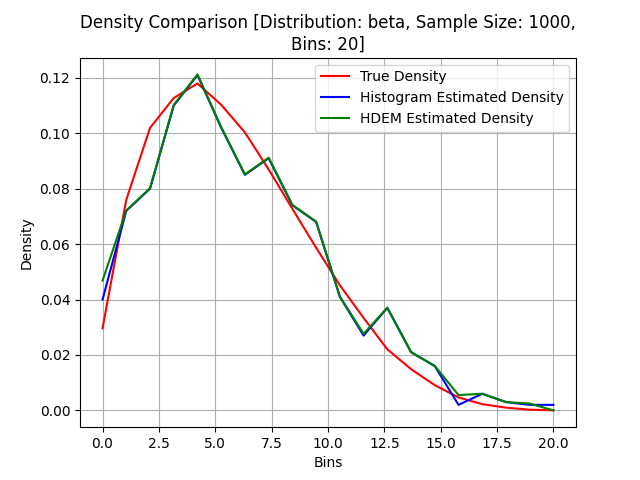 Density Comparison [Distribution: beta, Sample Size: 1000,
Bins: 20]
True Density
Histogram Estimated Density
HDEM Estimated Density
Density
0.12
0.10
0.08
0.06
0.04
0.02
0.00
0.0 2.5 5.0 7.5 10.0 12.5 15.0 17.5 20.0
Bins